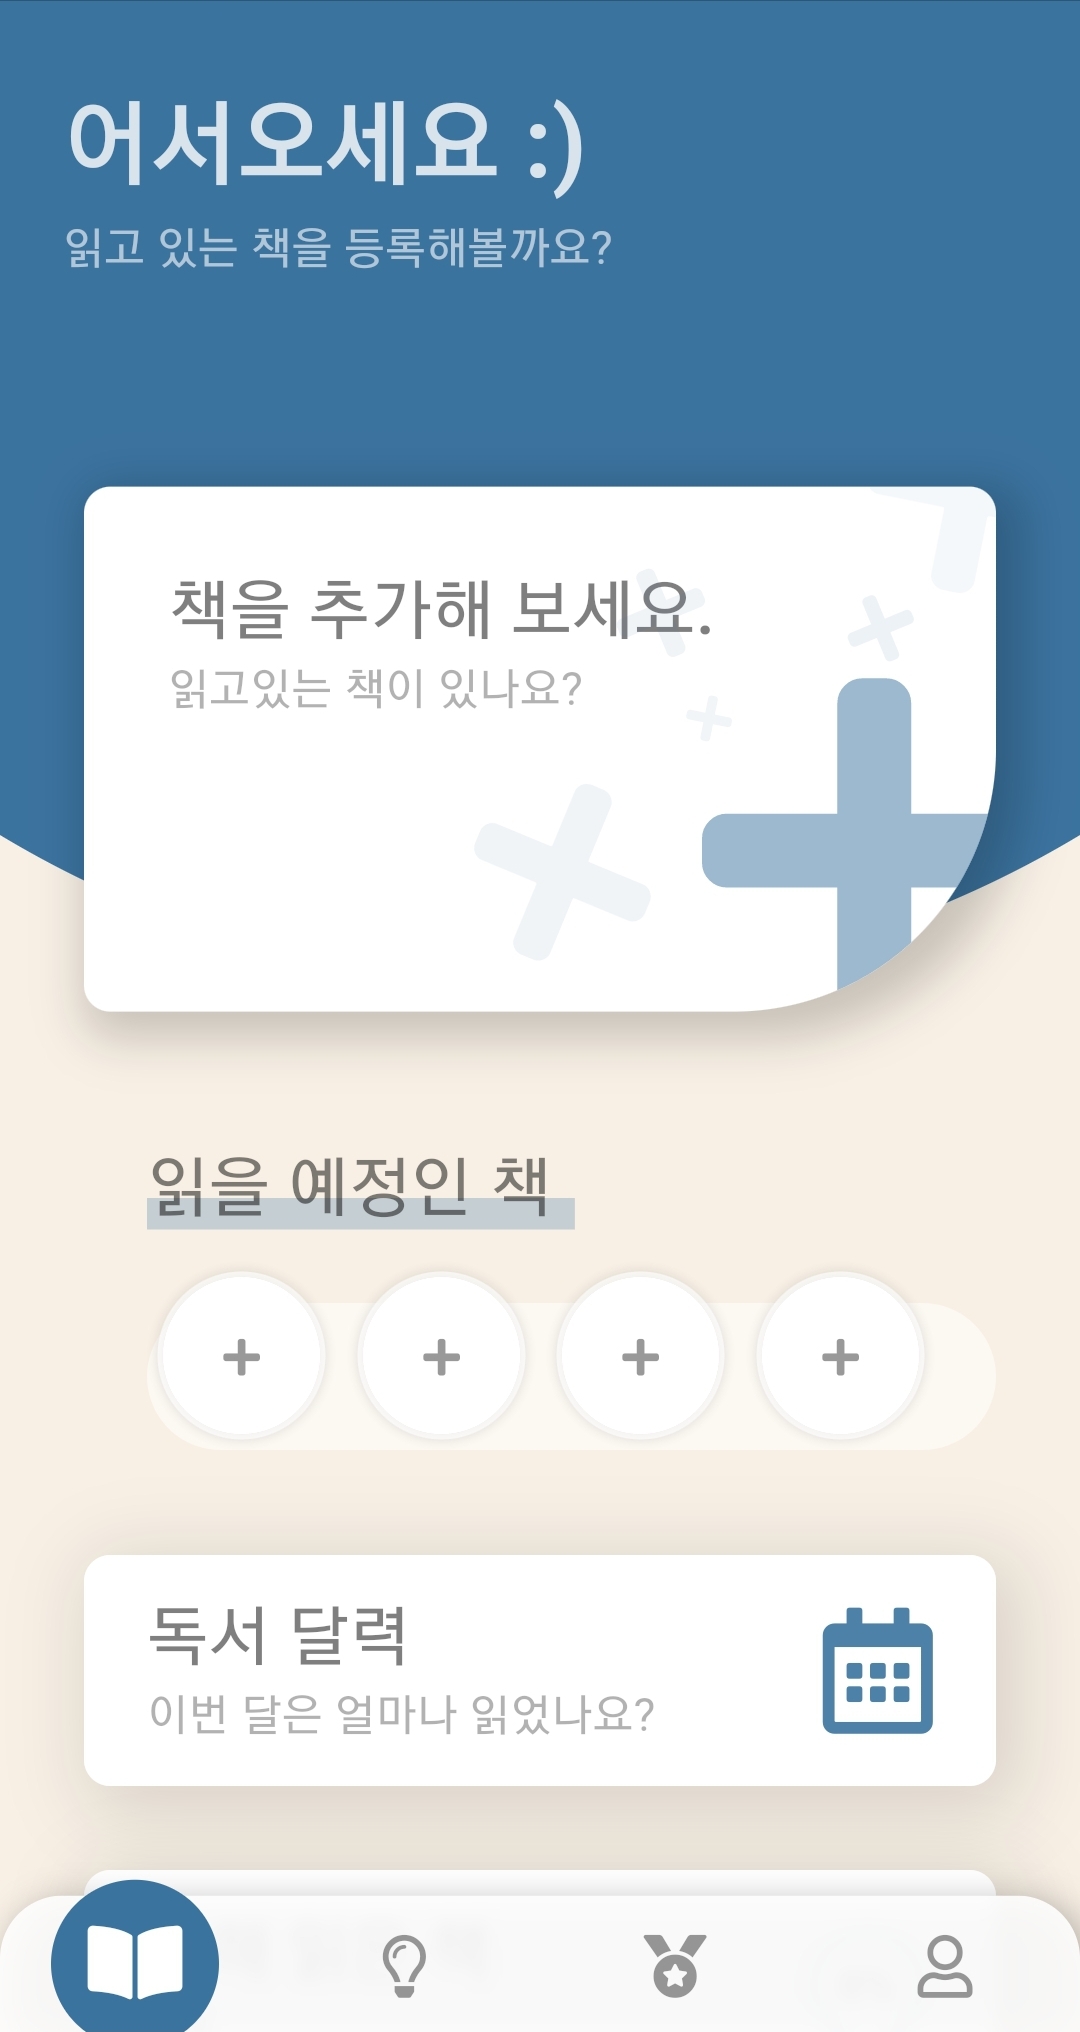 어서오세요 :)
읽고 있는 책을 등록해볼까요?
책을 추가해 보세요.
읽고있는 책이 있나요?
읽을 예정인 책
독서 달력
이번 달은 얼마나 읽었나요?